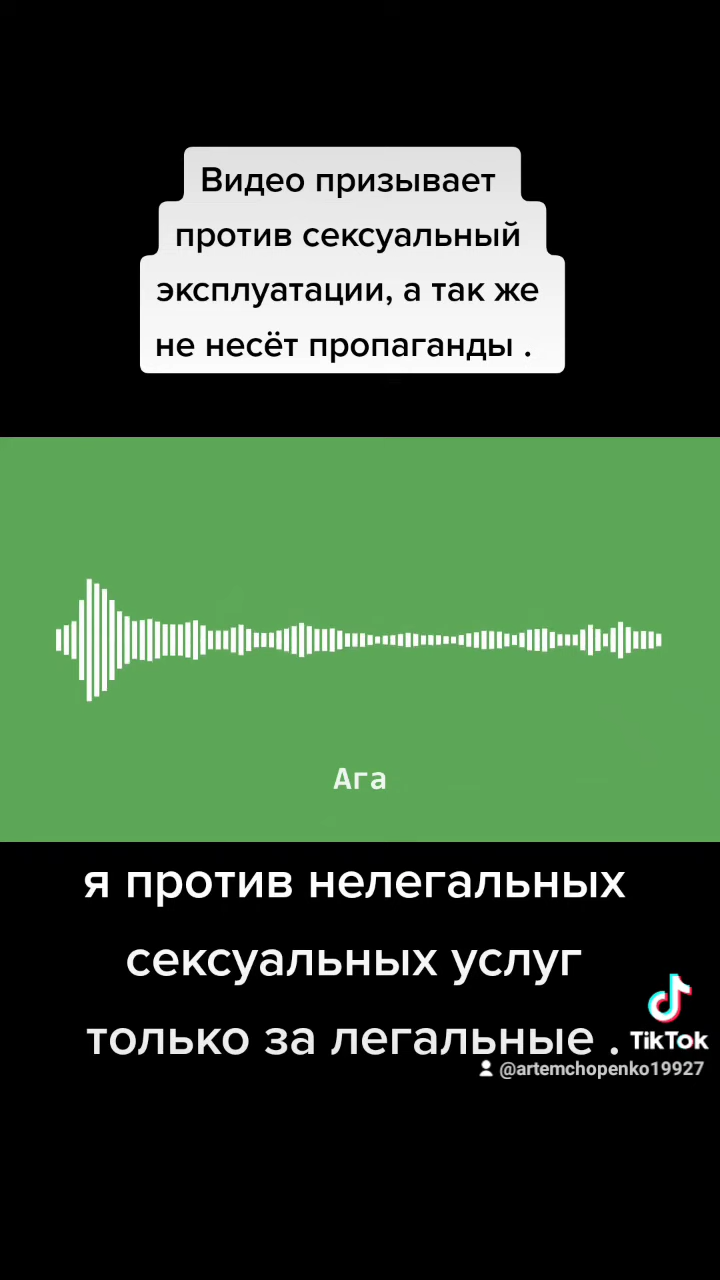 Видео призывает
против сексуальный
эксплуатации, а так же
не несёт пропаганды .
Ага
я против нелегальных
сексуальных услуг
только за легальные .
TikTok
@artemchopenko19927